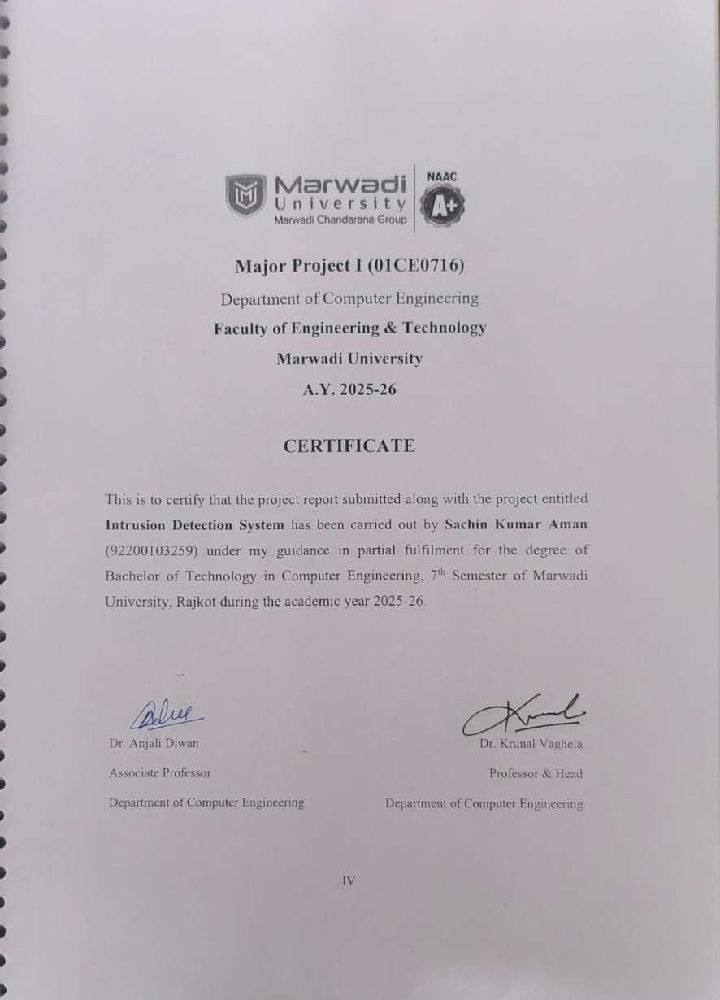 Marwadi
University
Marwadi Chandarana Group
NAAC
A+
Major Project I (01CE0716)
Department of Computer Engineering
Faculty of Engineering & Technology
Marwadi University
A.Y. 2025-26
CERTIFICATE
This is to certify that the project report submitted along with the project entitled
Intrusion Detection System has been carried out by Sachin Kumar Aman
(92200103259) under my guidance in partial fulfilment for the degree of
Bachelor of Technology in Computer Engineering, 7th Semester of Marwadi
University, Rajkot during the academic year 2025-26.
Dr. Anjali Diwan
Dr. Krunal Vaghela
Associate Professor
Professor & Head
Department of Computer Engineering
Department of Computer Engineering
IV